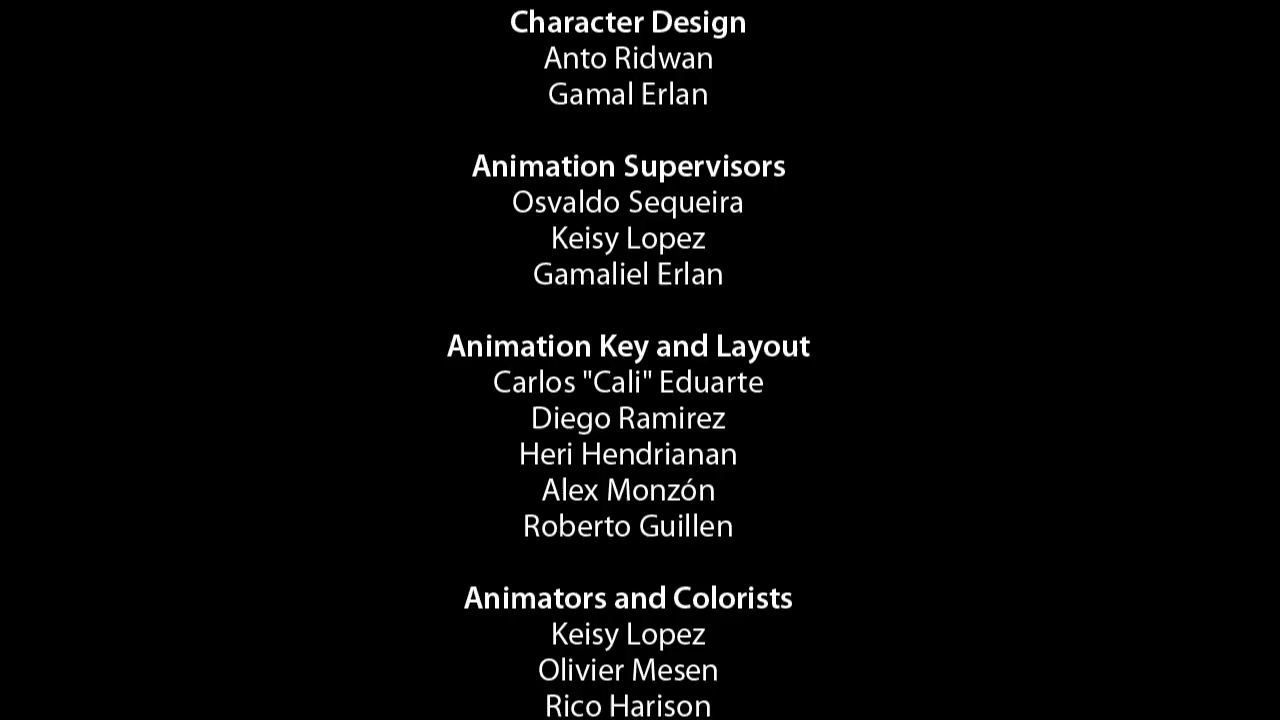 Character Design
Anto Ridwan
Gamal Erlan
Animation Supervisors
Osvaldo Sequeira
Keisy Lopez
Gamaliel Erlan
Animation Key and Layout
Carlos "Cali" Eduarte
Diego Ramirez
Heri Hendrianan
Alex Monzón
Roberto Guillen
Animators and Colorists
Keisy Lopez
Olivier Mesen
Rico Harison